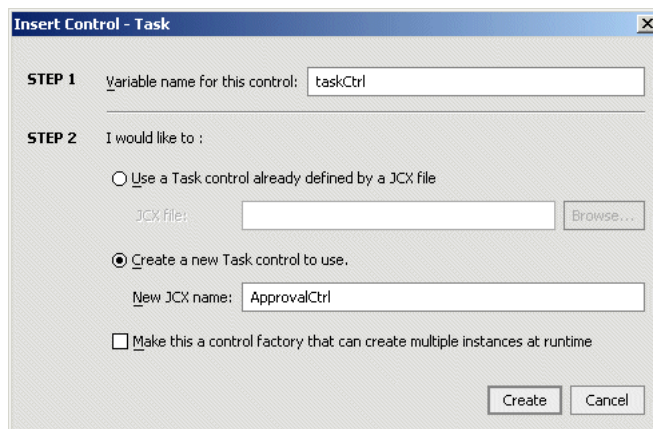 Insert Control - Task
STEP 1 Variable name for this control: taskCtrl
STEP 2 I would like to :
Use a Task control already defined by a JCX file
JCX file: Browse...
Create a new Task control to use.
New JCX name: ApprovalCtrl
Make this a control factory that can create multiple instances at runtime
Create Cancel